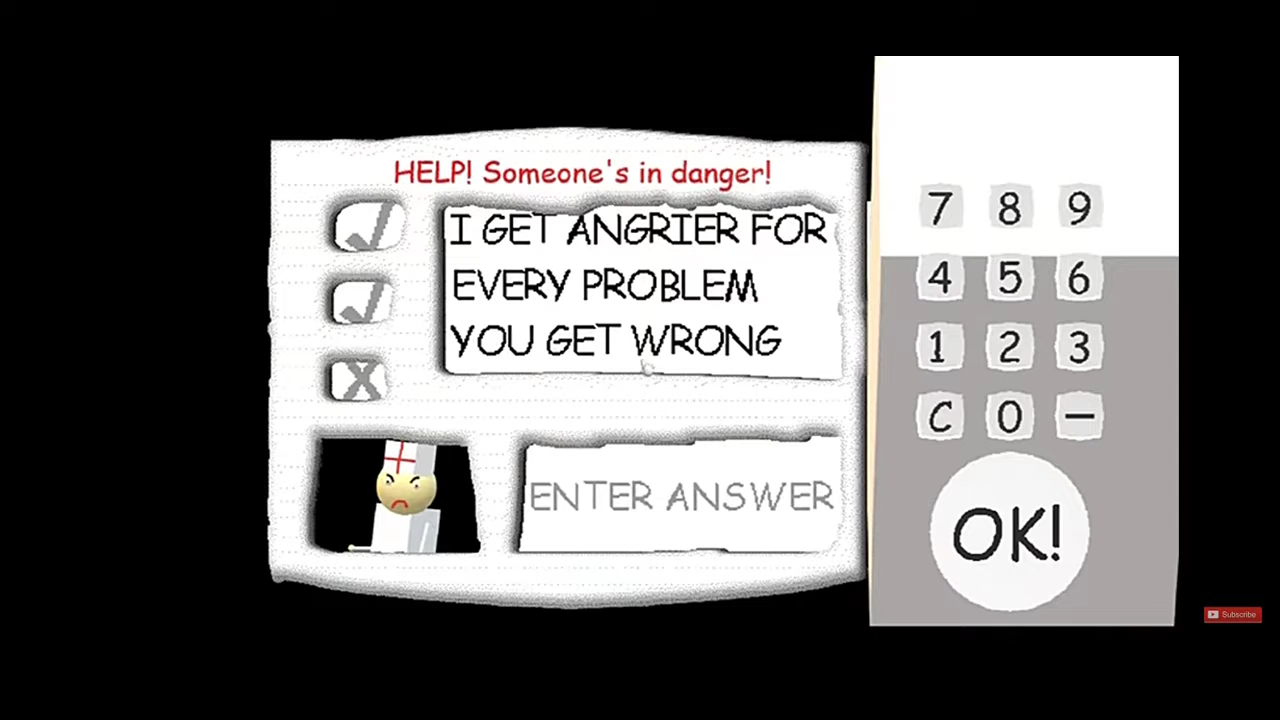 HELP! Someone's in danger!
I GET ANGRIER FOR
EVERY PROBLEM
YOU GET WRONG
ENTER ANSWER
7 8 9
4 5 6
1 2 3
C 0 —
OK!
Subscribe